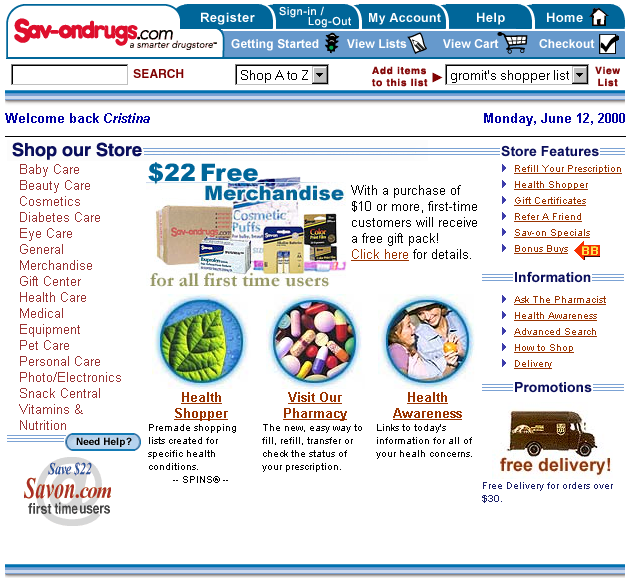 Sav-ondrugs.com
a smarter drugstore™
Register
Sign-in /
Log-Out
My Account
Help
Home
Getting Started
View Lists
View Cart
Checkout
SEARCH
Shop A to Z
Add items
to this list
gromit's shopper list
View
List
Welcome back Cristina
Monday, June 12, 2000
Shop our Store
Baby Care
Beauty Care
Cosmetics
Diabetes Care
Eye Care
General
Merchandise
Gift Center
Health Care
Medical
Equipment
Pet Care
Personal Care
Photo/Electronics
Snack Central
Vitamins &
Nutrition
Need Help?
Save $22
Savon.com
first time users
@
$22 Free
Merchandise
Sav-ondrugs.com
Cosmetic
Puffs
Ibuprofen
Color
for all first time users
With a purchase of
$10 or more, first-time
customers will receive
a free gift pack!
Click here for details.
Health
Shopper
Premade shopping
lists created for
specific health
conditions.
-- SPINS® --
Visit Our
Pharmacy
The new, easy way to
fill, refill, transfer or
check the status of
your prescription.
Health
Awareness
Links to today's
information for all of
your healh concerns.
Store Features
Refill Your Prescription
Health Shopper
Gift Certificates
Refer A Friend
Sav-on Specials
Bonus Buys
BB
Information
Ask The Pharmacist
Health Awareness
Advanced Search
How to Shop
Delivery
Promotions
free delivery!
Free Delivery for orders over
$30.